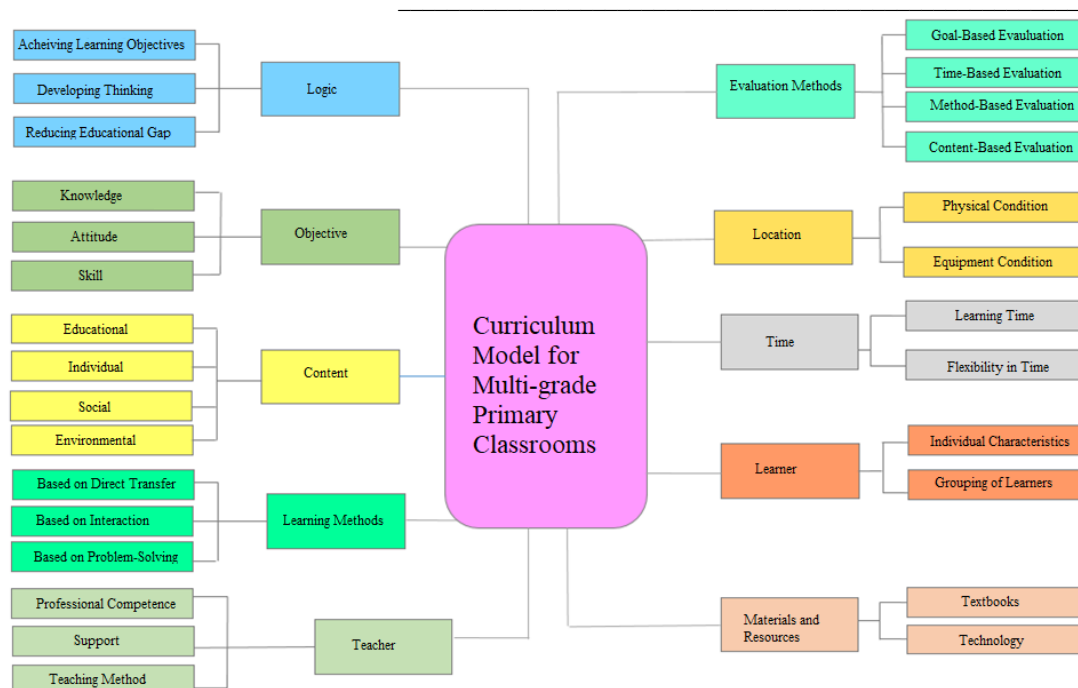 Acheiving Learning Objectives
Developing Thinking
Reducing Educational Gap
Logic
Knowledge
Attitude
Skill
Objective
Educational
Individual
Social
Environmental
Content
Based on Direct Transfer
Based on Interaction
Based on Problem-Solving
Learning Methods
Professional Competence
Support
Teaching Method
Teacher
Curriculum
Model for
Multi-grade
Primary
Classrooms
Evaluation Methods
Goal-Based Evauluation
Time-Based Evaluation
Method-Based Evaluation
Content-Based Evaluation
Location
Physical Condition
Equipment Condition
Time
Learning Time
Flexibility in Time
Learner
Individual Characteristics
Grouping of Learners
Materials and
Resources
Textbooks
Technology